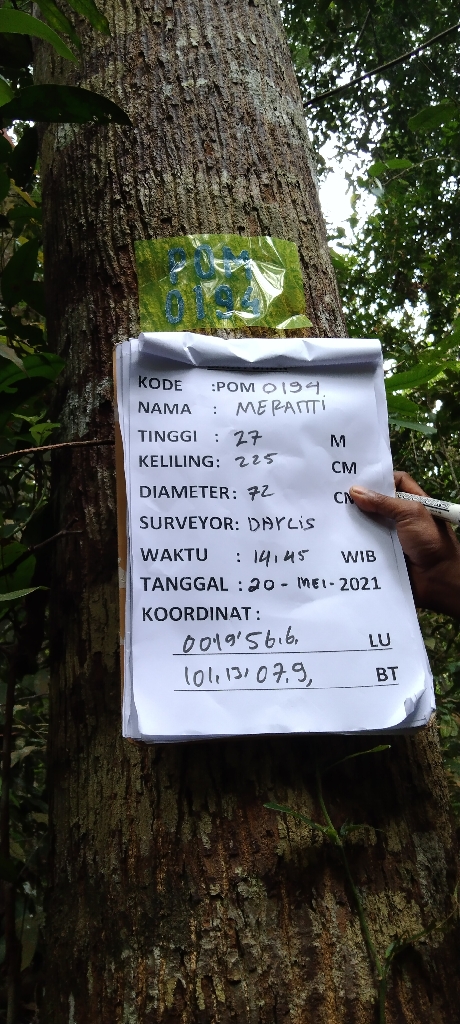 POM
0194
KODE :POM 0194
NAMA : MERANTI
TINGGI : 27 M
KELILING: 225 CM
DIAMETER: 72 CM
SURVEYOR: DAYLIS
WAKTU : 14.45 WIB
TANGGAL : 20 - MEI - 2021
KOORDINAT :
0019'56.6, LU
101.13'07.9, BT